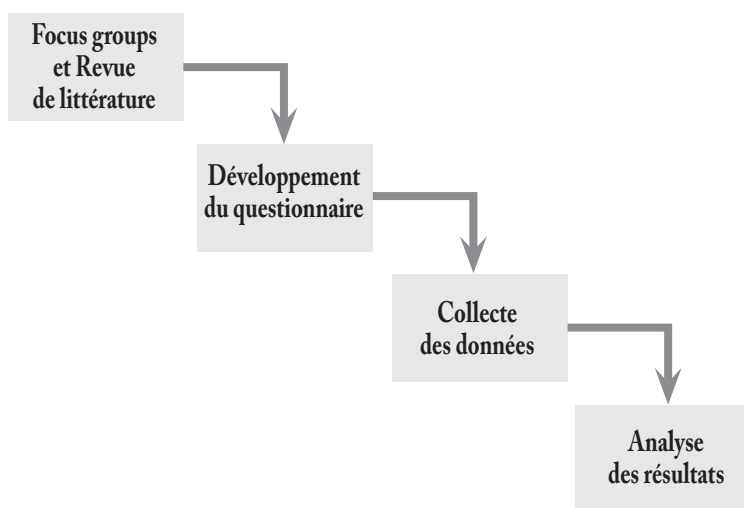 Focus groups
et Revue
de littérature
Développement
du questionnaire
Collecte
des données
Analyse
des résultats